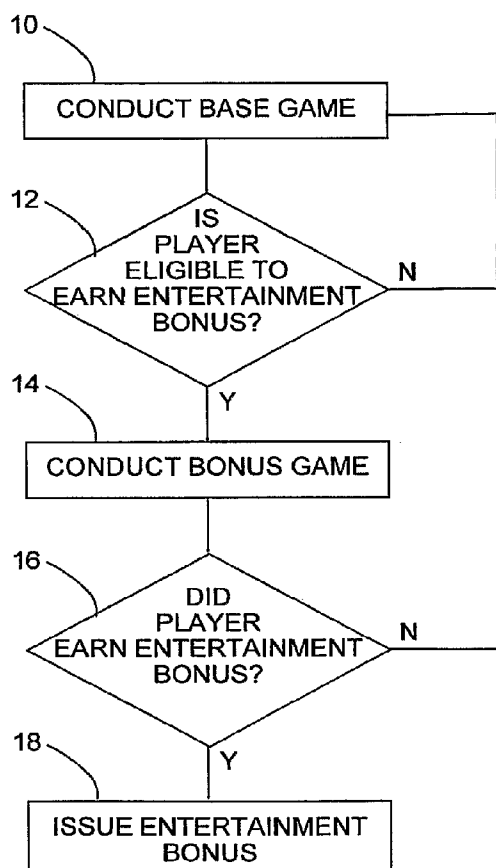 10
CONDUCT BASE GAME
12
IS
PLAYER
ELIGIBLE TO
EARN ENTERTAINMENT
BONUS?
N
Y
14
CONDUCT BONUS GAME
16
DID
PLAYER
EARN ENTERTAINMENT
BONUS?
N
Y
18
ISSUE ENTERTAINMENT
BONUS